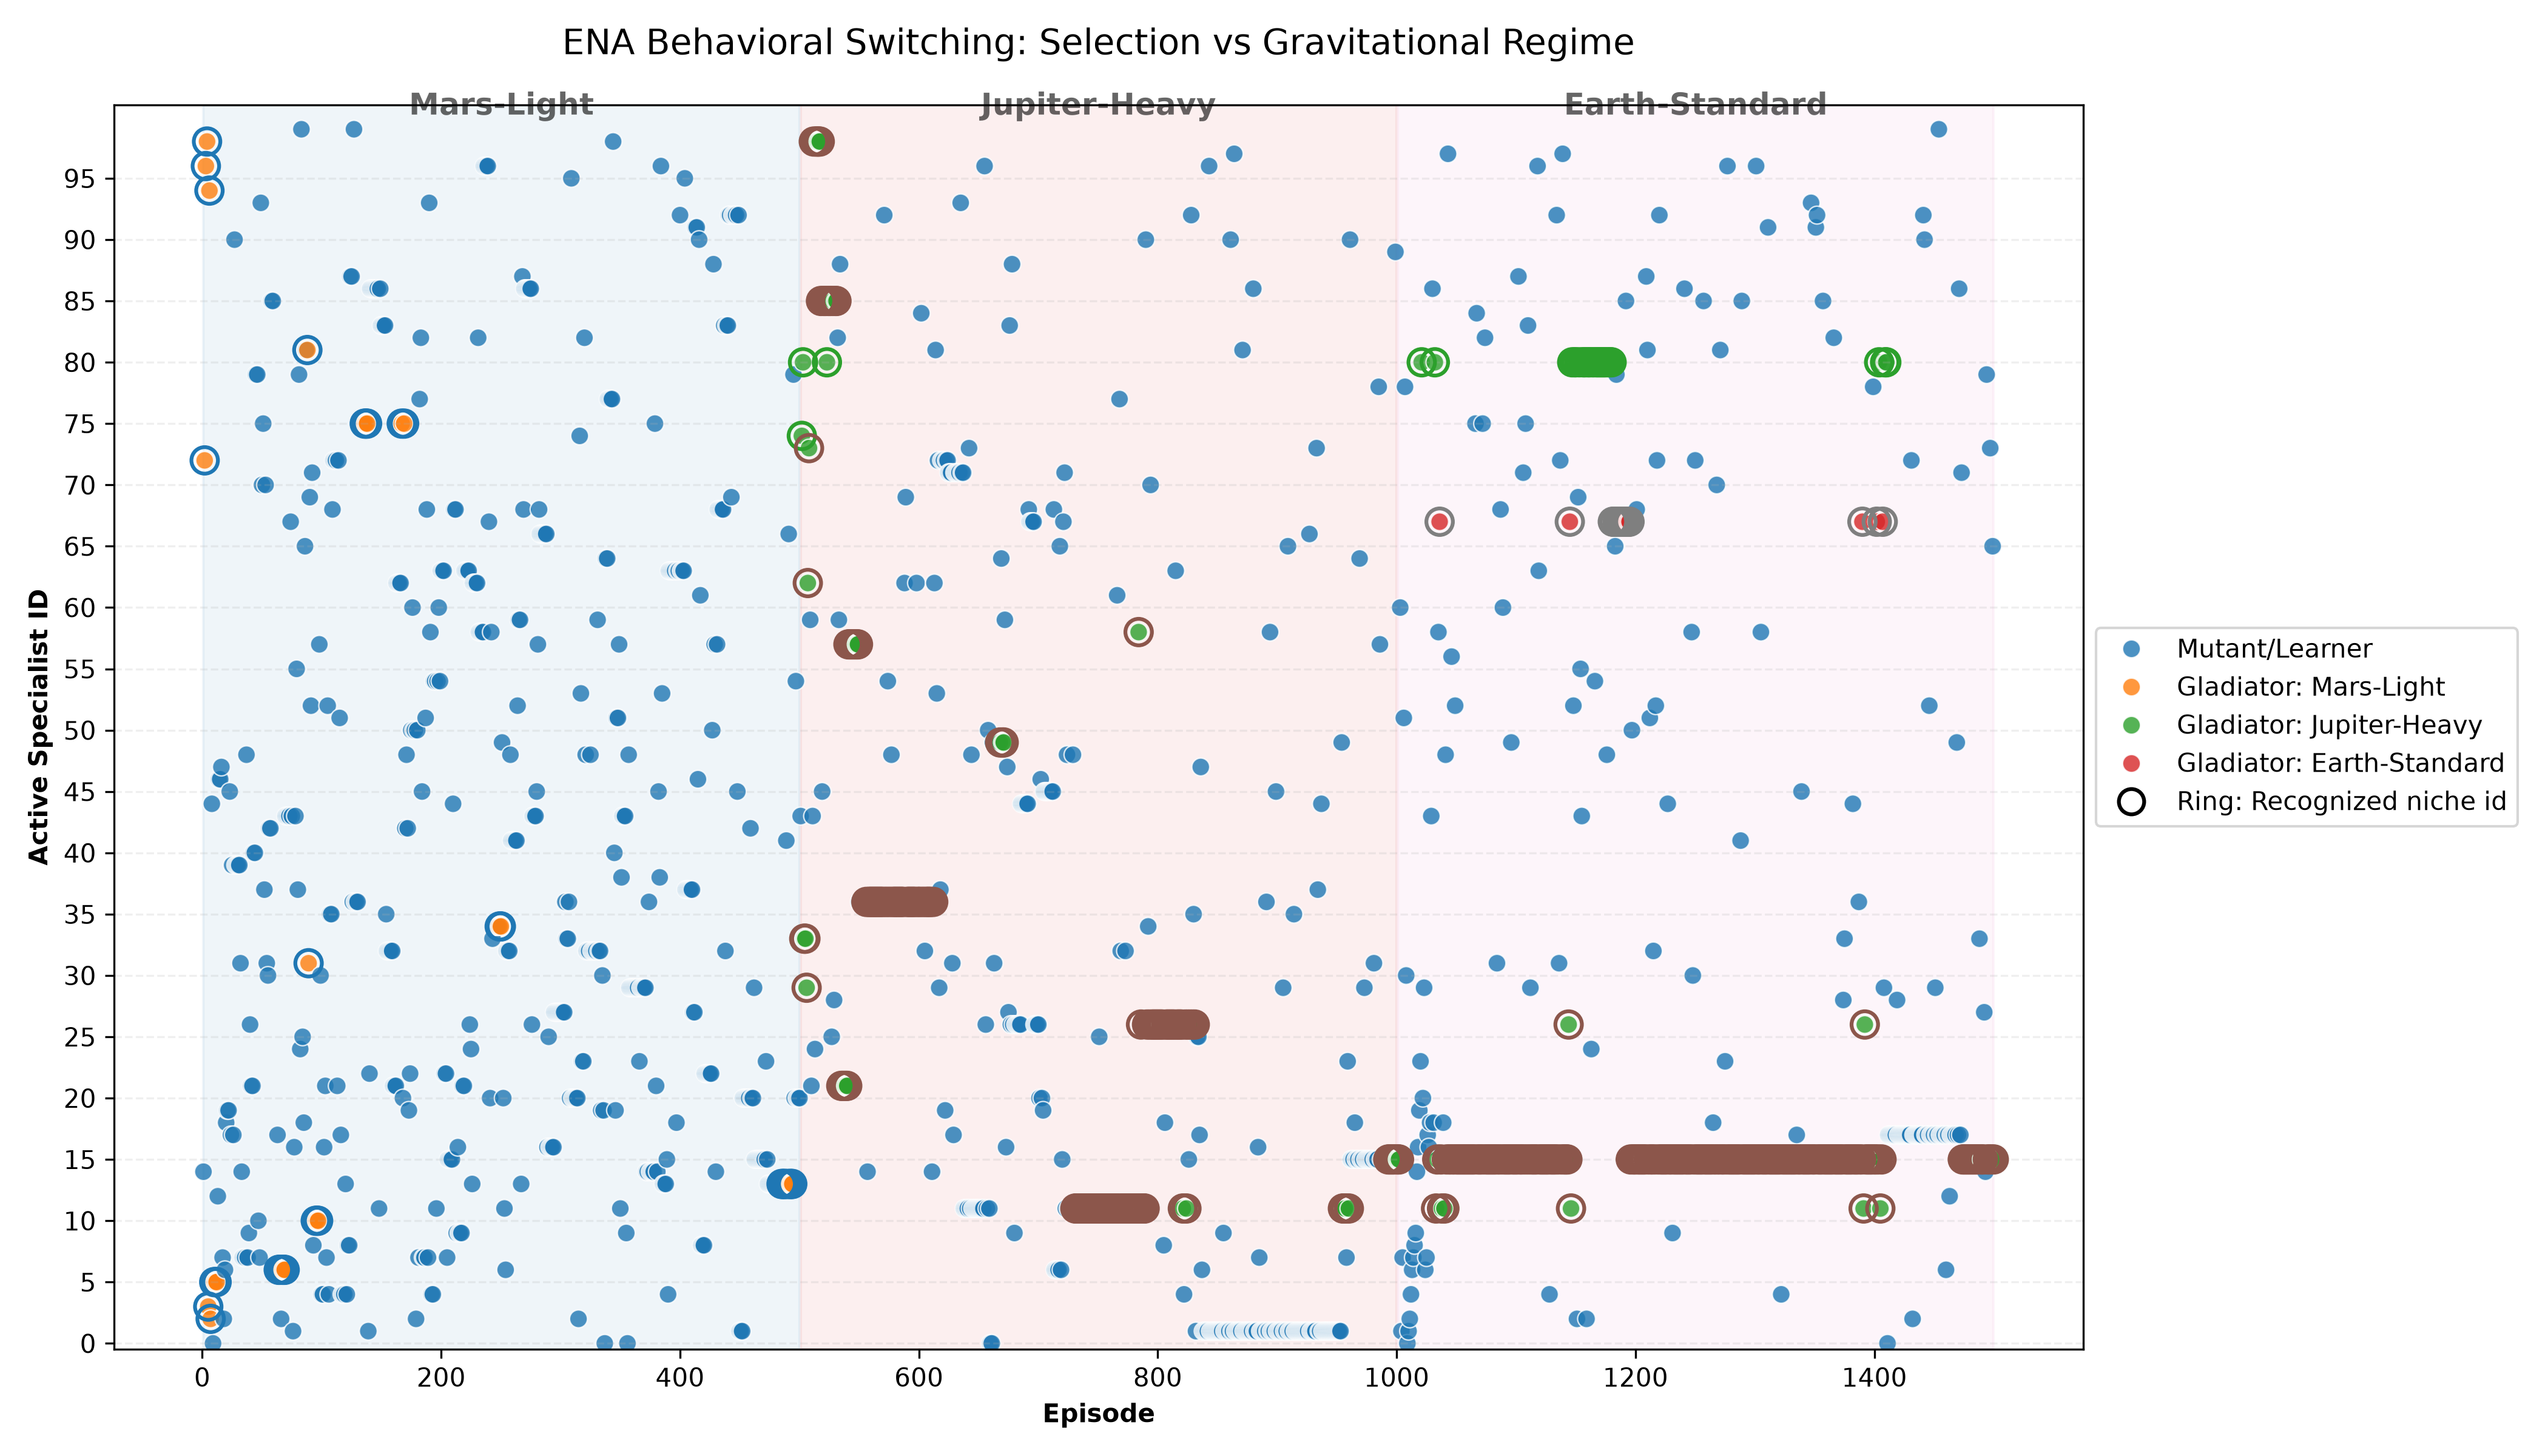 ENA Behavioral Switching: Selection vs Gravitational Regime
Mars-Light
Jupiter-Heavy
Earth-Standard
Active Specialist ID
95
90
85
80
75
70
65
60
55
50
45
40
35
30
25
20
15
10
5
0
0
200
400
600
800
1000
1200
1400
Episode
Mutant/Learner
Gladiator: Mars-Light
Gladiator: Jupiter-Heavy
Gladiator: Earth-Standard
Ring: Recognized niche id